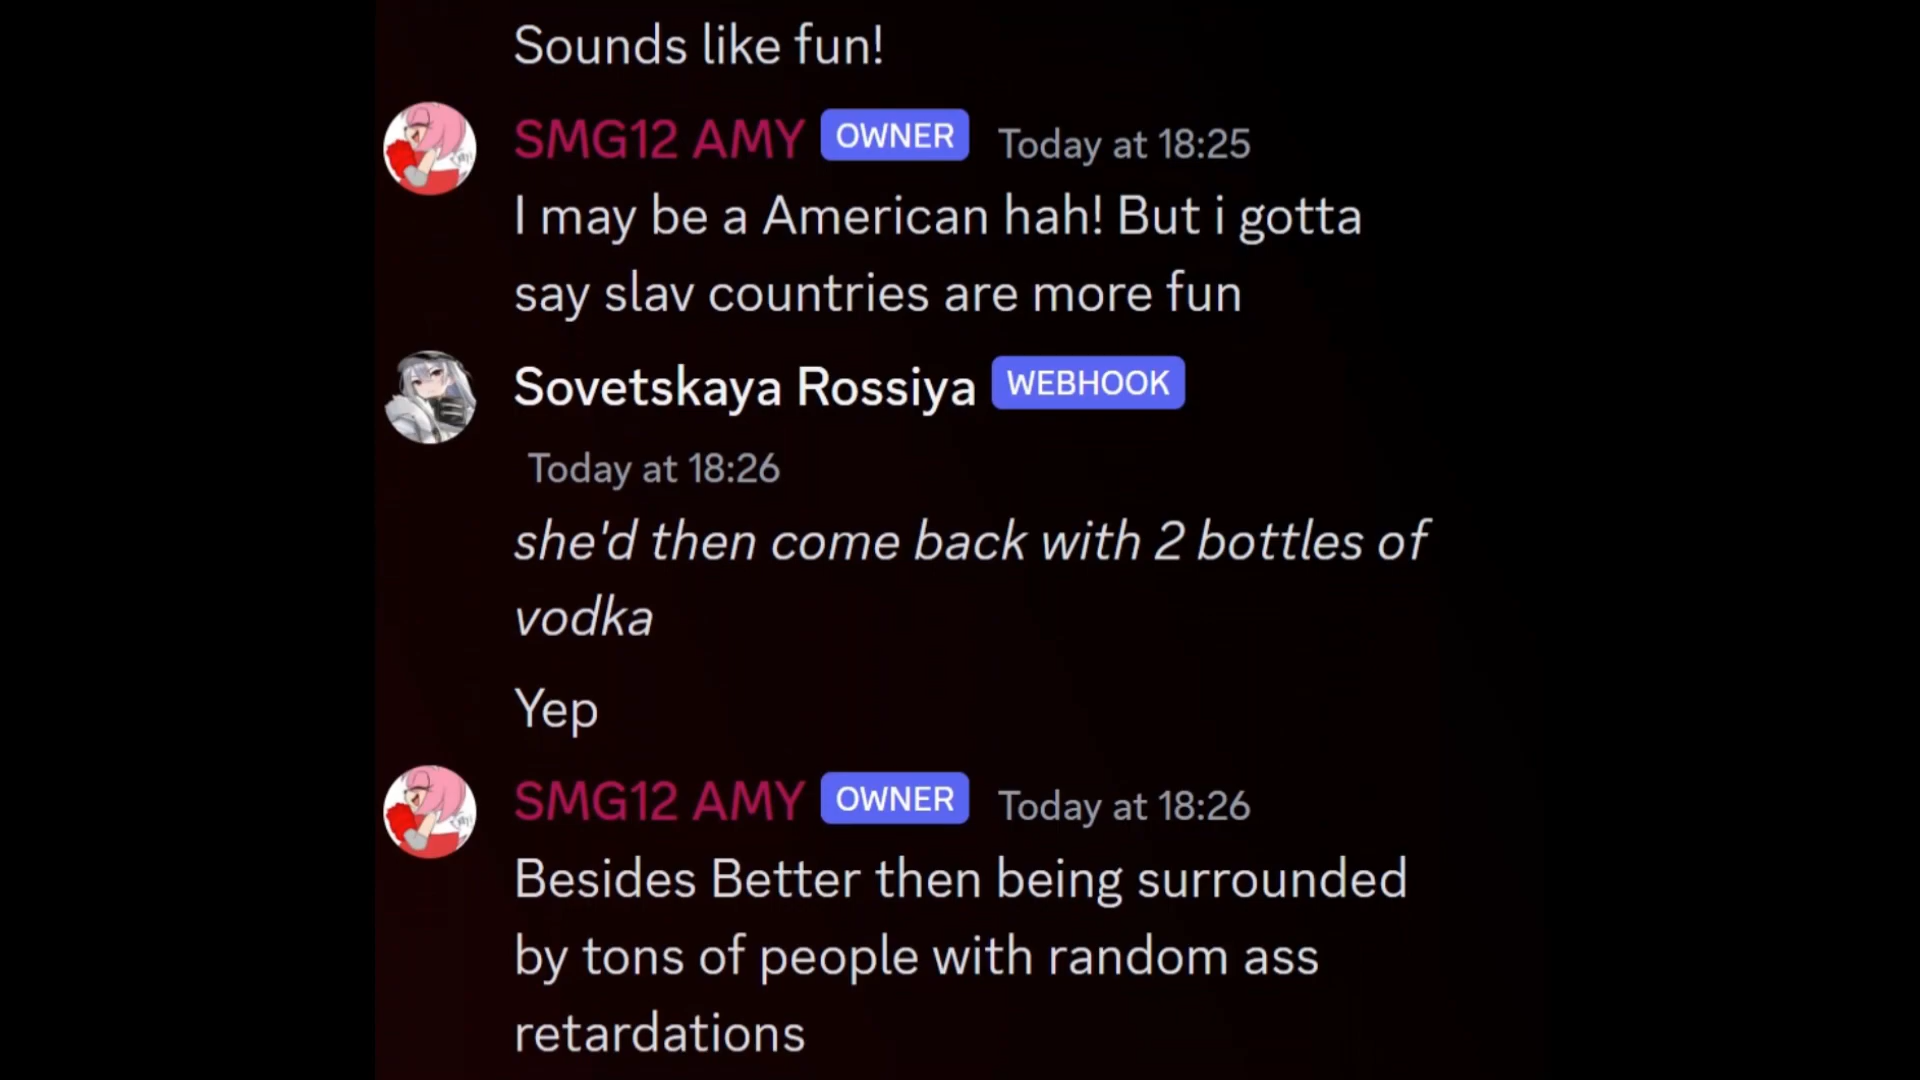 Sounds like fun!
SMG12 AMY OWNER Today at 18:25
I may be a American hah! But i gotta
say slav countries are more fun
Sovetskaya Rossiya WEBHOOK
Today at 18:26
she'd then come back with 2 bottles of
vodka
Yep
SMG12 AMY OWNER Today at 18:26
Besides Better then being surrounded
by tons of people with random ass
retardations